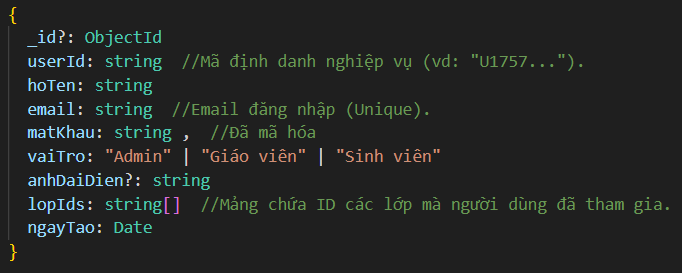 {
_id?: ObjectId
userId: string //Mã định danh nghiệp vụ (vd: "U1757...").
hoTen: string
email: string //Email đăng nhập (Unique).
matKhau: string , //Đã mã hóa
vaiTro: "Admin" | "Giáo viên" | "Sinh viên"
anhDaiDien?: string
lopIds: string[] //Mảng chứa ID các lớp mà người dùng đã tham gia.
ngayTao: Date
}